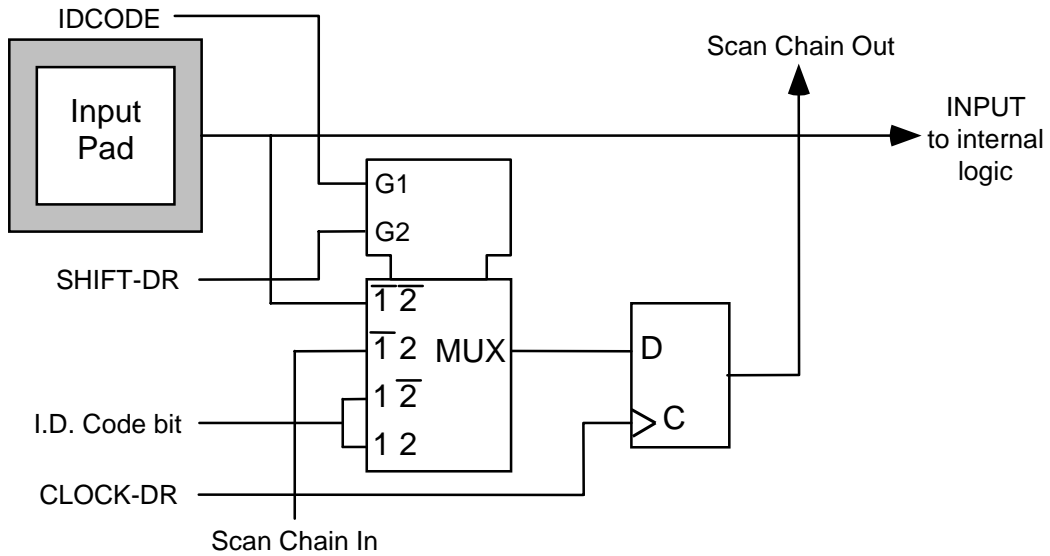 IDCODE
Scan Chain Out
Input
Pad
INPUT
to internal
logic
G1
G2
SHIFT-DR
1̅ 2̅
1̅ 2
MUX
D
1 2̅
I.D. Code bit
1 2
C
CLOCK-DR
Scan Chain In